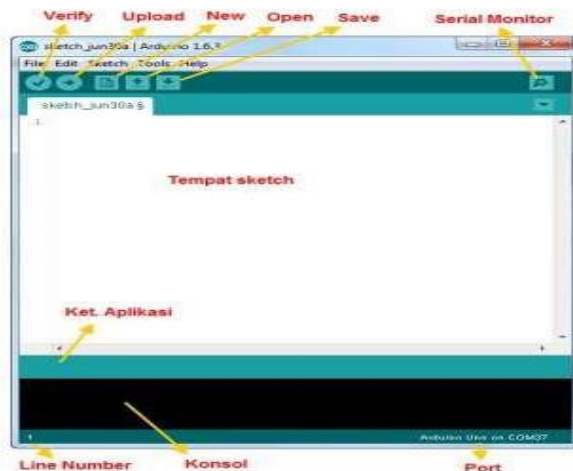 Verify Upload New Open Save Serial Monitor
sketch_jun30a | Arduino 1.6.3
File Edit Sketch Tools Help
sketch_jun30a §
1
Tempat sketch
Ket. Aplikasi
1 Arduino Uno on COM37
Line Number Konsol Port